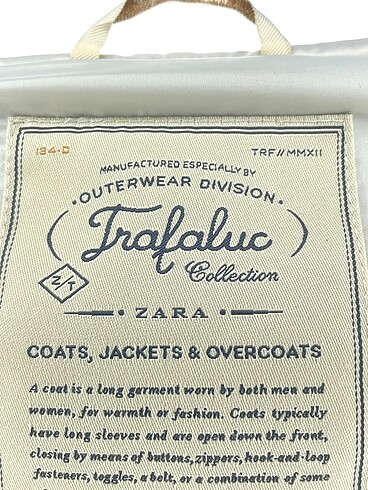 134-D TRF//MMXII
MANUFACTURED ESPECIALLY BY
·OUTERWEAR DIVISION·
(Trafaluc)
Collection
Z/T
· ZARA ·
COATS, JACKETS & OVERCOATS
A coat is a long garment worn by both men and
women, for warmth or fashion. Coats typically
have long sleeves and are open down the front,
closing by means of buttons, zippers, hook-and-loop
fasteners, toggles, a belt, or a combination of some